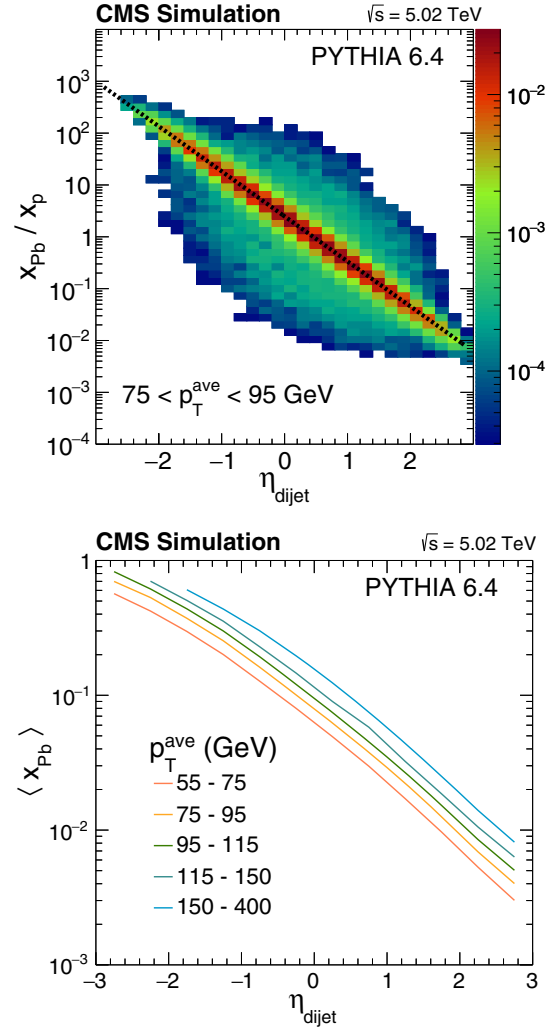 CMS Simulation √s = 5.02 TeV
PYTHIA 6.4
10³
10²
10
1
10⁻¹
10⁻²
10⁻³
10⁻⁴
x_Pb / x_p
75 < p_T^ave < 95 GeV
−2 −1 0 1 2
η_dijet
10⁻²
10⁻³
10⁻⁴
CMS Simulation √s = 5.02 TeV
PYTHIA 6.4
1
10⁻¹
10⁻²
10⁻³
⟨ x_Pb ⟩
p_T^ave (GeV)
55 - 75
75 - 95
95 - 115
115 - 150
150 - 400
−3 −2 −1 0 1 2 3
η_dijet